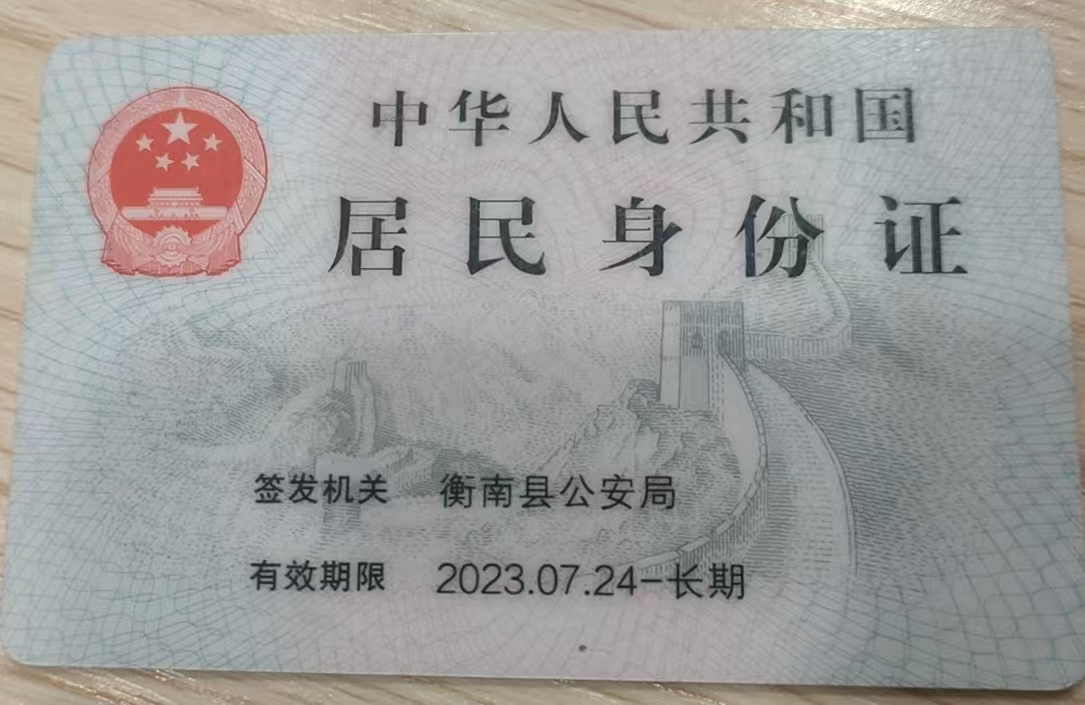 中华人民共和国
居民身份证
签发机关 衡南县公安局
有效期限 2023.07.24-长期